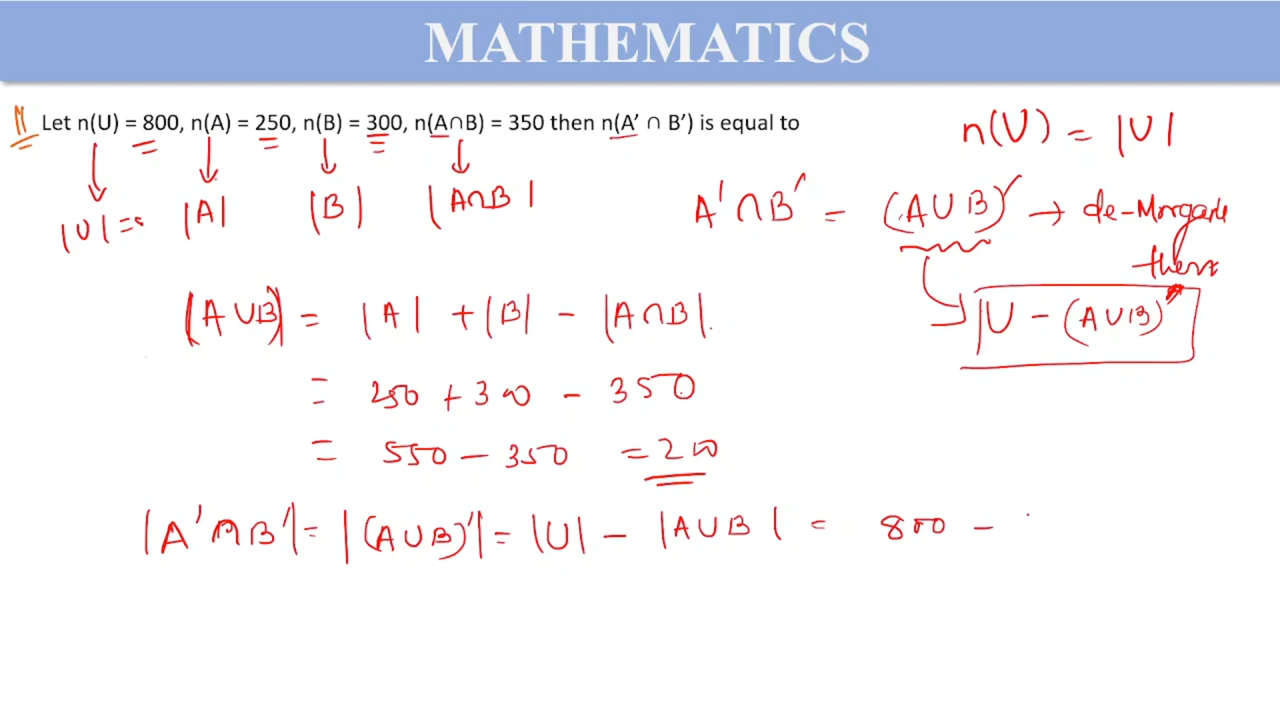 MATHEMATICS
11 Let n(U) = 800, n(A) = 250, n(B) = 300, n(A∩B) = 350 then n(A′ ∩ B′) is equal to
n(U) = |U|
|U| = |A| |B| |A∩B|
A' ∩ B' = (A∪B)' → de-Morgan's
|U - (A∪B)|
|A∪B| = |A| + |B| - |A∩B|.
= 250 + 300 - 350
= 550 - 350 = 200
|A' ∩ B'| = |(A∪B)'| = |U| - |A∪B| = 800 -